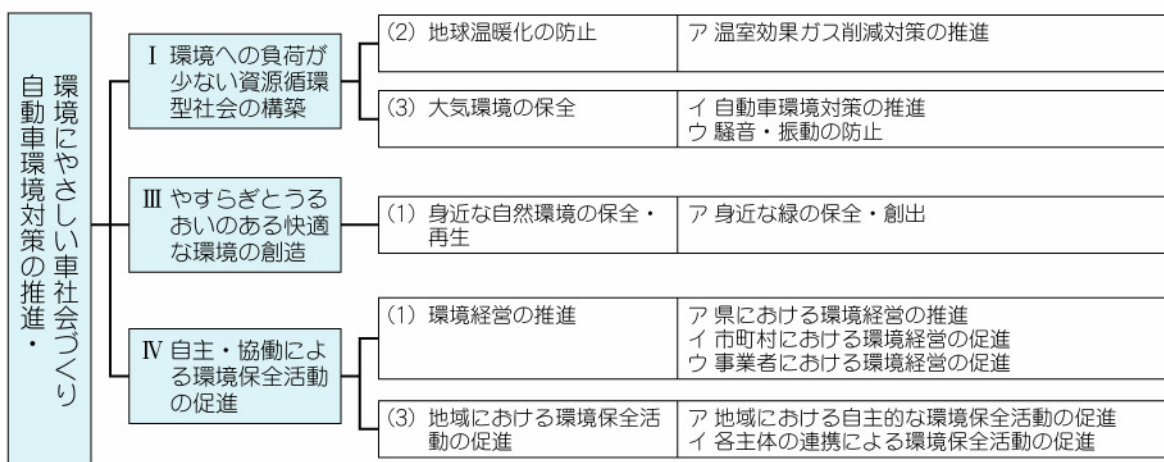 環境にやさしい車社会づくり
自動車環境対策の推進・
Ⅰ 環境への負荷が
少ない資源循環
型社会の構築
(2) 地球温暖化の防止
ア 温室効果ガス削減対策の推進
(3) 大気環境の保全
イ 自動車環境対策の推進
ウ 騒音・振動の防止
Ⅲ やすらぎとうる
おいのある快適
な環境の創造
(1) 身近な自然環境の保全・
再生
ア 身近な緑の保全・創出
Ⅳ 自主・協働によ
る環境保全活動
の促進
(1) 環境経営の推進
ア 県における環境経営の推進
イ 市町村における環境経営の促進
ウ 事業者における環境経営の促進
(3) 地域における環境保全活
動の促進
ア 地域における自主的な環境保全活動の促進
イ 各主体の連携による環境保全活動の促進